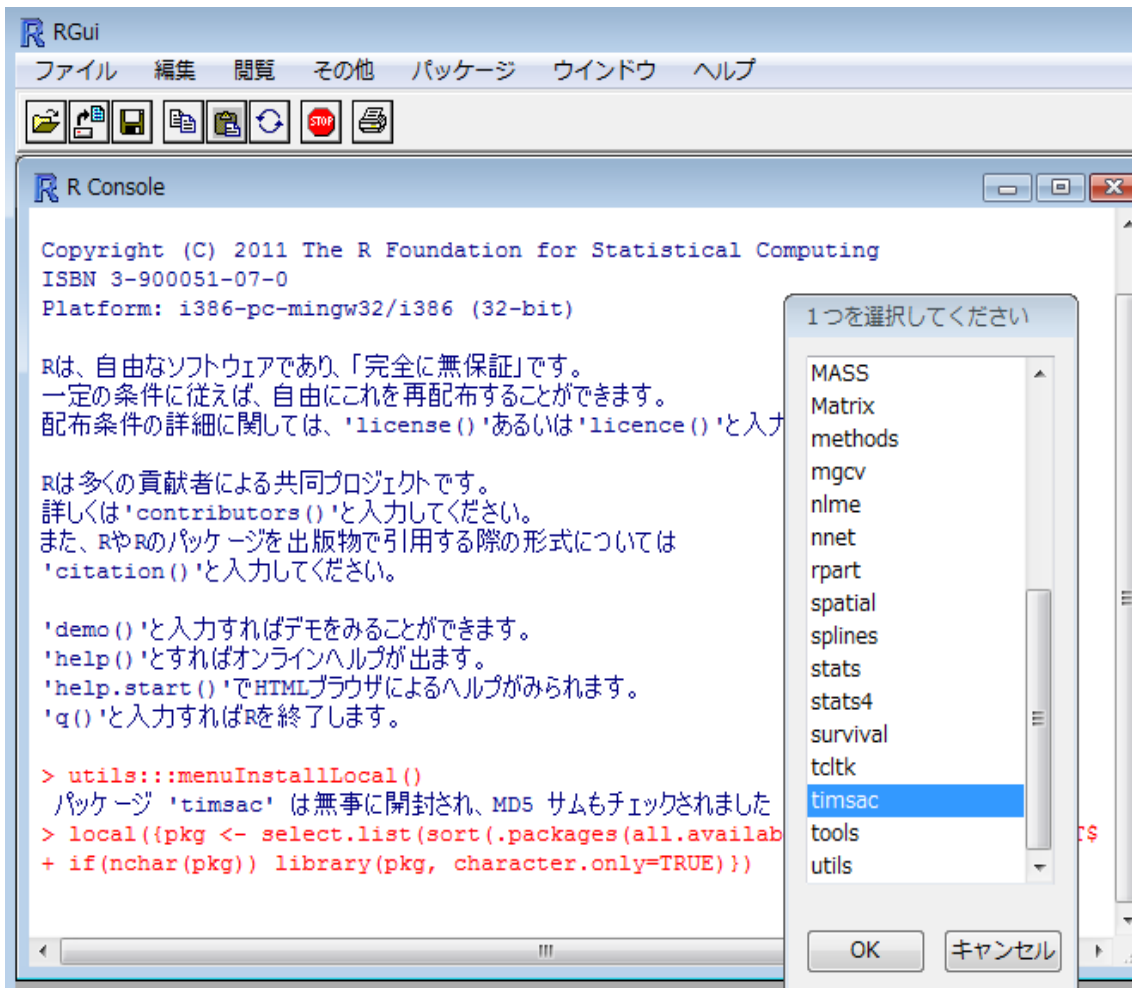 RGui
ファイル 編集 閲覧 その他 パッケージ ウインドウ ヘルプ
STOP
R Console
Copyright (C) 2011 The R Foundation for Statistical Computing
ISBN 3-900051-07-0
Platform: i386-pc-mingw32/i386 (32-bit)
Rは、自由なソフトウェアであり、「完全に無保証」です。
一定の条件に従えば、自由にこれを再配布することができます。
配布条件の詳細に関しては、'license()'あるいは'licence()'と入力
Rは多くの貢献者による共同プロジェクトです。
詳しくは'contributors()'と入力してください。
また、RやRのパッケージを出版物で引用する際の形式については
'citation()'と入力してください。
'demo()'と入力すればデモをみることができます。
'help()'とすればオンラインヘルプが出ます。
'help.start()'でHTMLブラウザによるヘルプがみられます。
'q()'と入力すればRを終了します。
> utils:::menuInstallLocal()
パッケージ 'timsac' は無事に開封され、MD5 サムもチェックされました
> local({pkg <- select.list(sort(.packages(all.availab
T$
+ if(nchar(pkg)) library(pkg, character.only=TRUE)})
1つを選択してください
MASS
Matrix
methods
mgcv
nlme
nnet
rpart
spatial
splines
stats
stats4
survival
tcltk
timsac
tools
utils
OK キャンセル